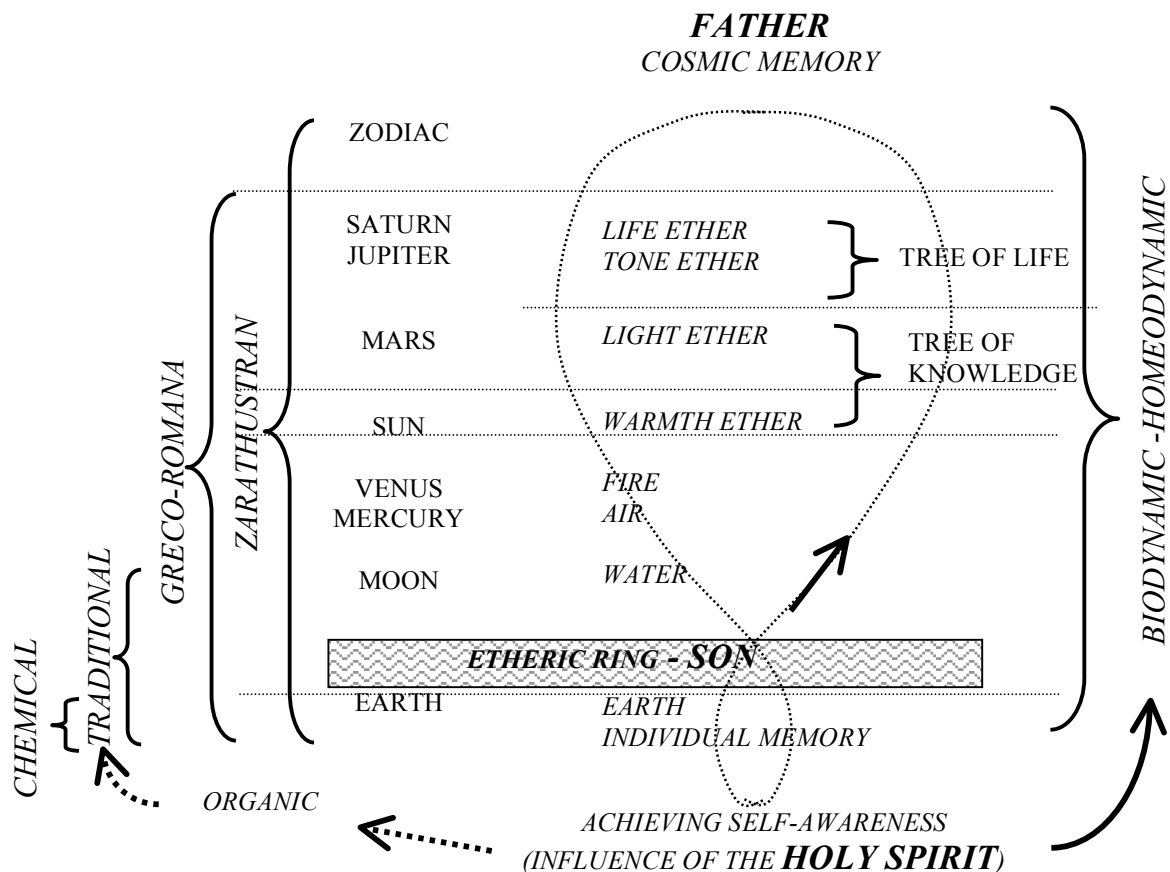 FATHER
COSMIC MEMORY
ZODIAC
SATURN
JUPITER
LIFE ETHER
TONE ETHER
TREE OF LIFE
MARS
LIGHT ETHER
TREE OF
KNOWLEDGE
SUN
WARMTH ETHER
VENUS
MERCURY
FIRE
AIR
MOON
WATER
ETHERIC RING - SON
EARTH
EARTH
INDIVIDUAL MEMORY
CHEMICAL
TRADITIONAL
GRECO-ROMANA
ZARATHUSTRAN
BIODYNAMIC -HOMEODYNAMIC
ORGANIC
ACHIEVING SELF-AWARENESS
(INFLUENCE OF THE HOLY SPIRIT)